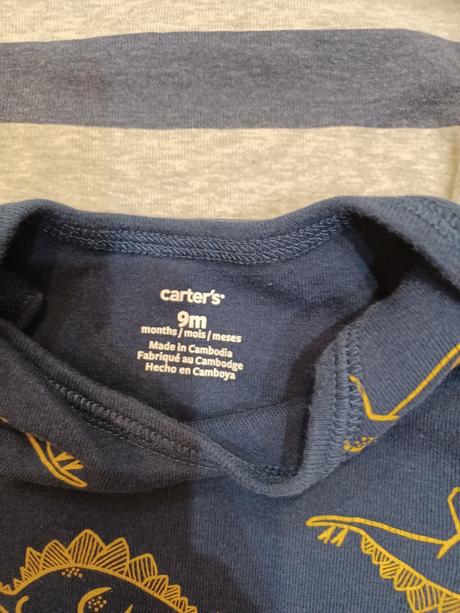 carter's
9m
months/mois/meses
Made in Cambodia
Fabriqué au Cambodge
Hecho en Camboya